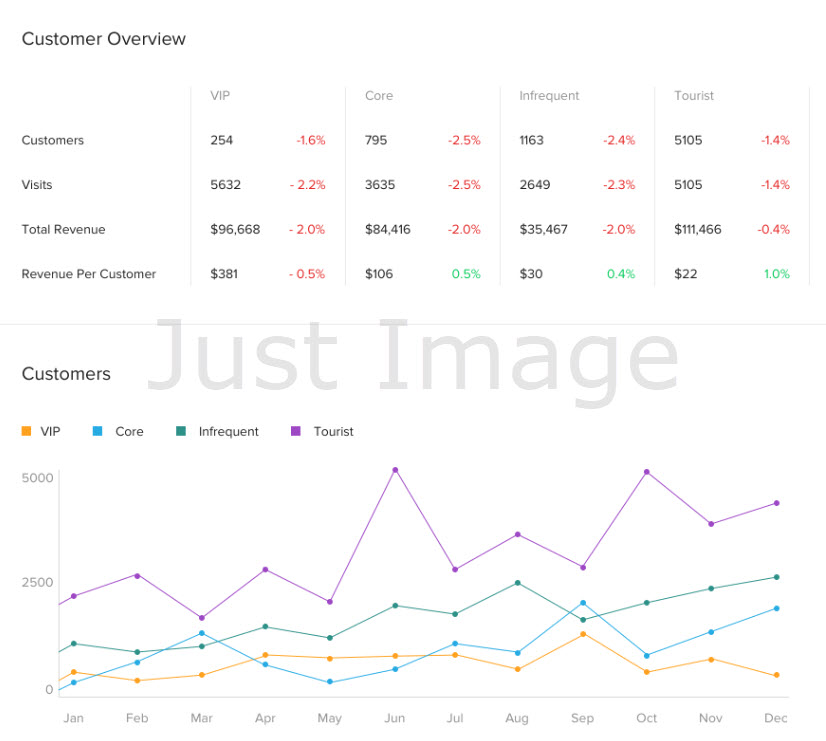 Customer Overview
VIP Core Infrequent Tourist
Customers 254 -1.6% 795 -2.5% 1163 -2.4% 5105 -1.4%
Visits 5632 - 2.2% 3635 -2.5% 2649 -2.3% 5105 -1.4%
Total Revenue $96,668 - 2.0% $84,416 -2.0% $35,467 -2.0% $111,466 -0.4%
Revenue Per Customer $381 - 0.5% $106 0.5% $30 0.4% $22 1.0%
Just Image
Customers
VIP Core Infrequent Tourist
5000
2500
0
Jan Feb Mar Apr May Jun Jul Aug Sep Oct Nov Dec